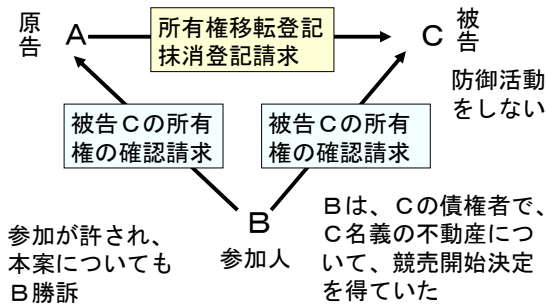 原告
A
所有権移転登記
抹消登記請求
C
被告
防御活動
をしない
被告Cの所有
権の確認請求
被告Cの所有
権の確認請求
B
参加人
参加が許され、
本案についても
B勝訴
Bは、Cの債権者で、
C名義の不動産につ
いて、競売開始決定
を得ていた